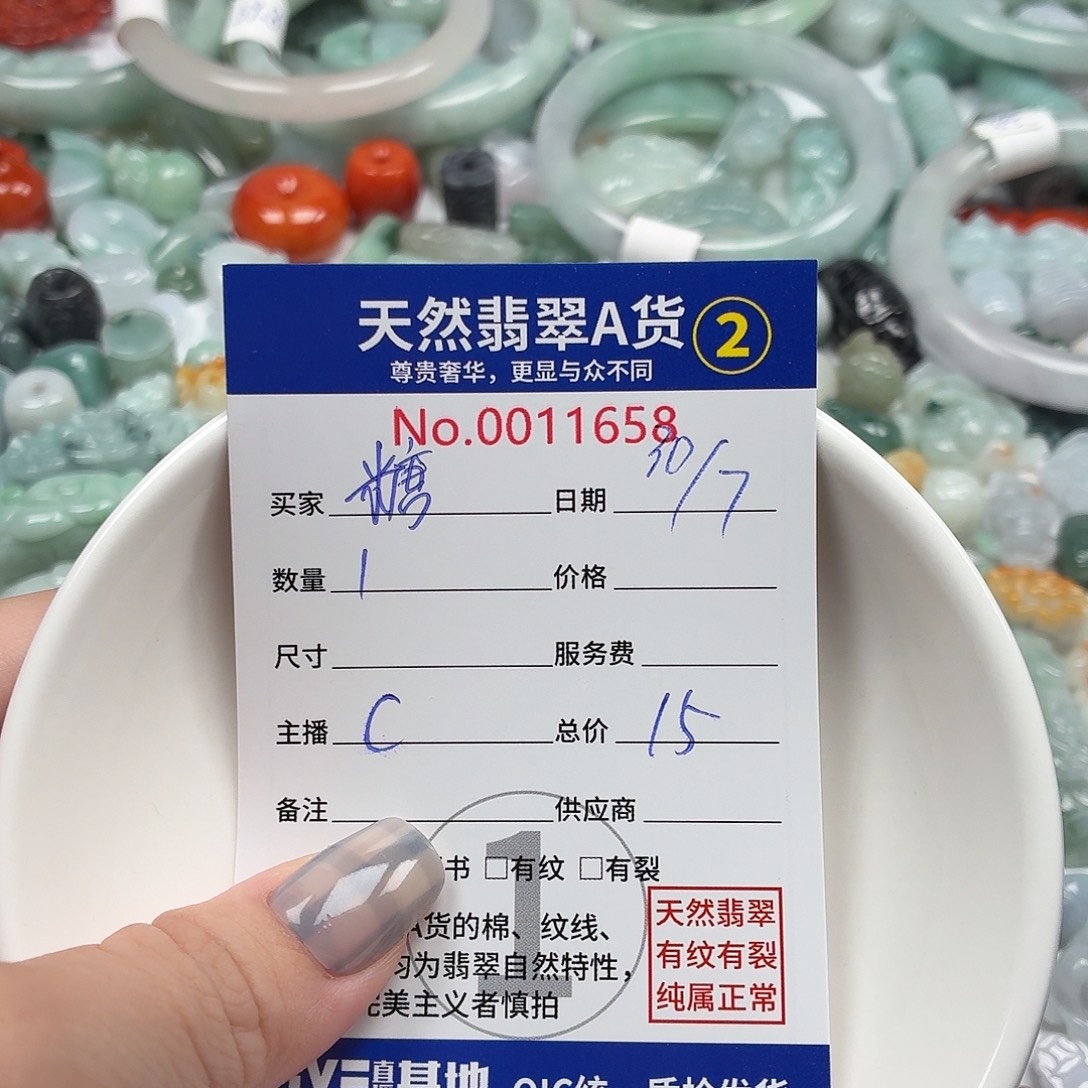 天然翡翠A货 2
尊贵奢华，更显与众不同
No.0011658
买家 糖 日期 30/7
数量 1 价格
尺寸 服务费
主播 C 总价 15
备注 供应商
书 □有纹 □有裂
1
A货的棉、纹线、
均为翡翠自然特性，
完美主义者慎拍
天然翡翠
有纹有裂
纯属正常
基地